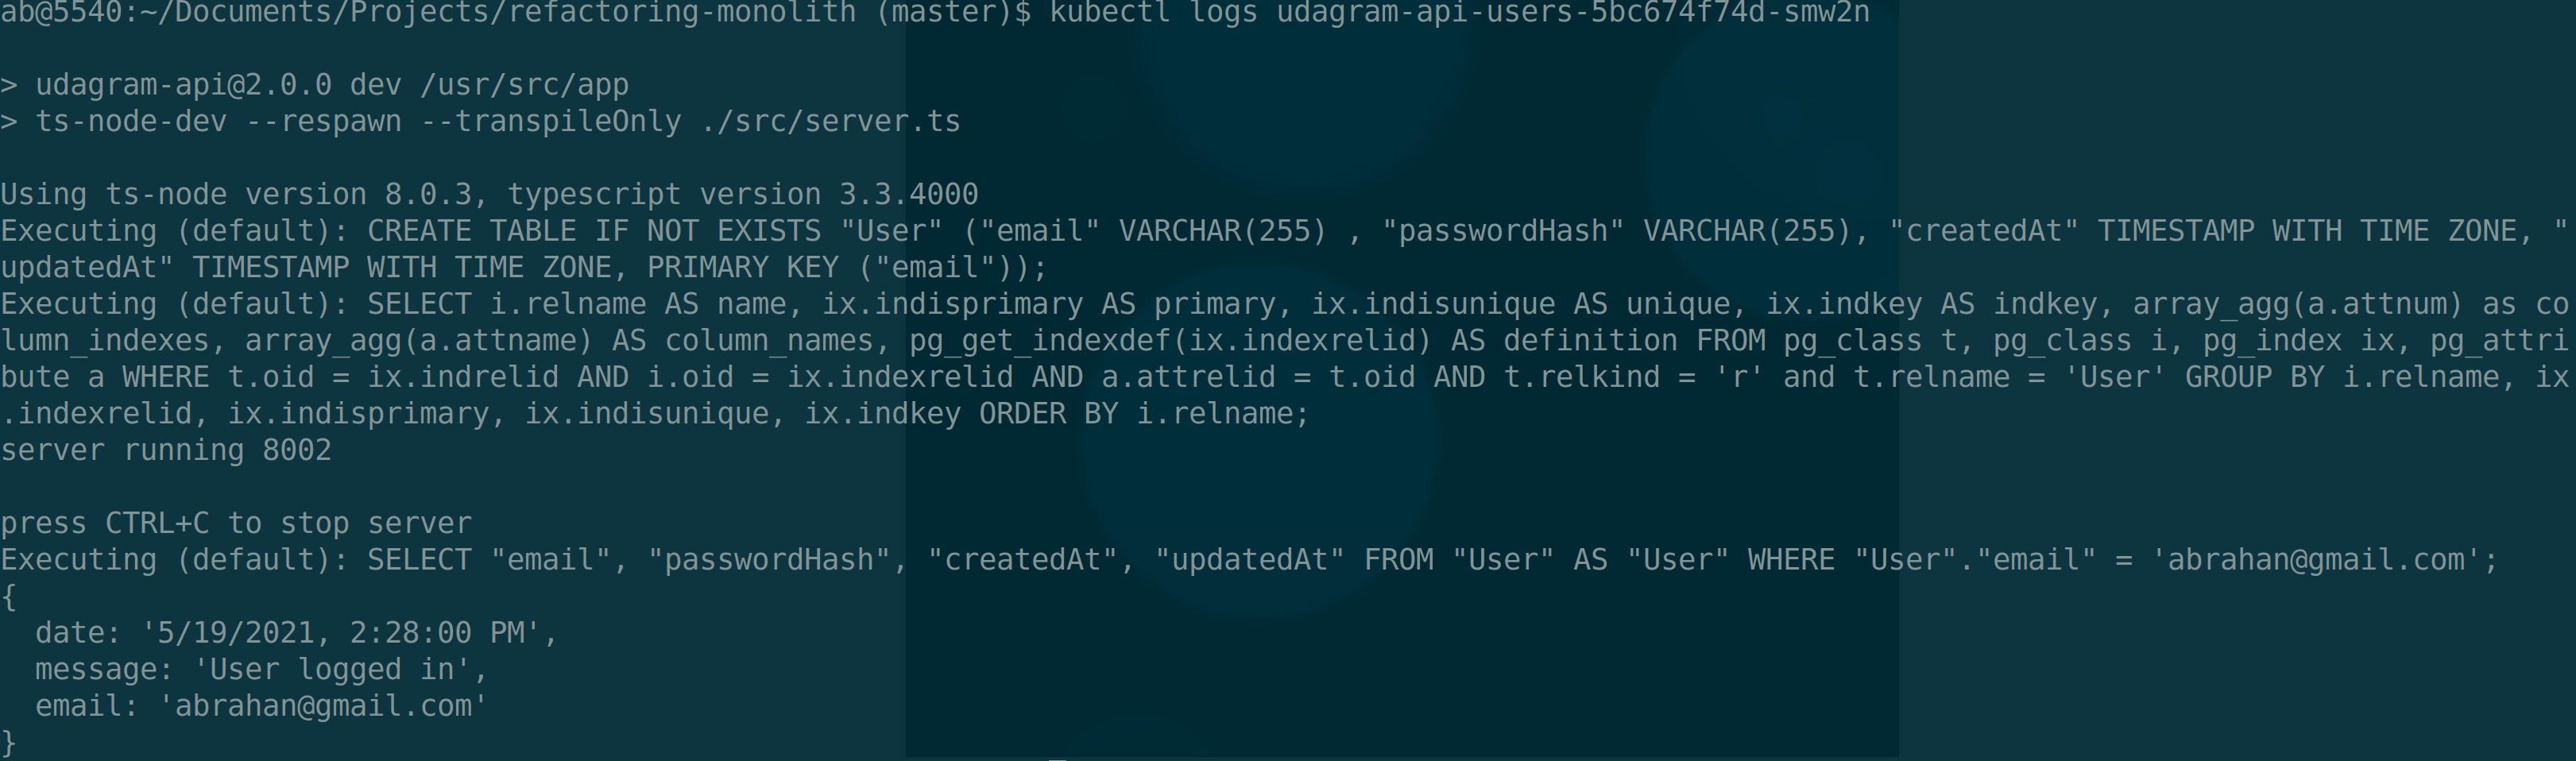 ab@5540:~/Documents/Projects/refactoring-monolith (master)$ kubectl logs udagram-api-users-5bc674f74d-smw2n

> udagram-api@2.0.0 dev /usr/src/app
> ts-node-dev --respawn --transpileOnly ./src/server.ts

Using ts-node version 8.0.3, typescript version 3.3.4000
Executing (default): CREATE TABLE IF NOT EXISTS "User" ("email" VARCHAR(255) , "passwordHash" VARCHAR(255), "createdAt" TIMESTAMP WITH TIME ZONE, "
updatedAt" TIMESTAMP WITH TIME ZONE, PRIMARY KEY ("email"));
Executing (default): SELECT i.relname AS name, ix.indisprimary AS primary, ix.indisunique AS unique, ix.indkey AS indkey, array_agg(a.attnum) as co
lumn_indexes, array_agg(a.attname) AS column_names, pg_get_indexdef(ix.indexrelid) AS definition FROM pg_class t, pg_class i, pg_index ix, pg_attri
bute a WHERE t.oid = ix.indrelid AND i.oid = ix.indexrelid AND a.attrelid = t.oid AND t.relkind = 'r' and t.relname = 'User' GROUP BY i.relname, ix
.indexrelid, ix.indisprimary, ix.indisunique, ix.indkey ORDER BY i.relname;
server running 8002

press CTRL+C to stop server
Executing (default): SELECT "email", "passwordHash", "createdAt", "updatedAt" FROM "User" AS "User" WHERE "User"."email" = 'abrahan@gmail.com';
{
  date: '5/19/2021, 2:28:00 PM',
  message: 'User logged in',
  email: 'abrahan@gmail.com'
}